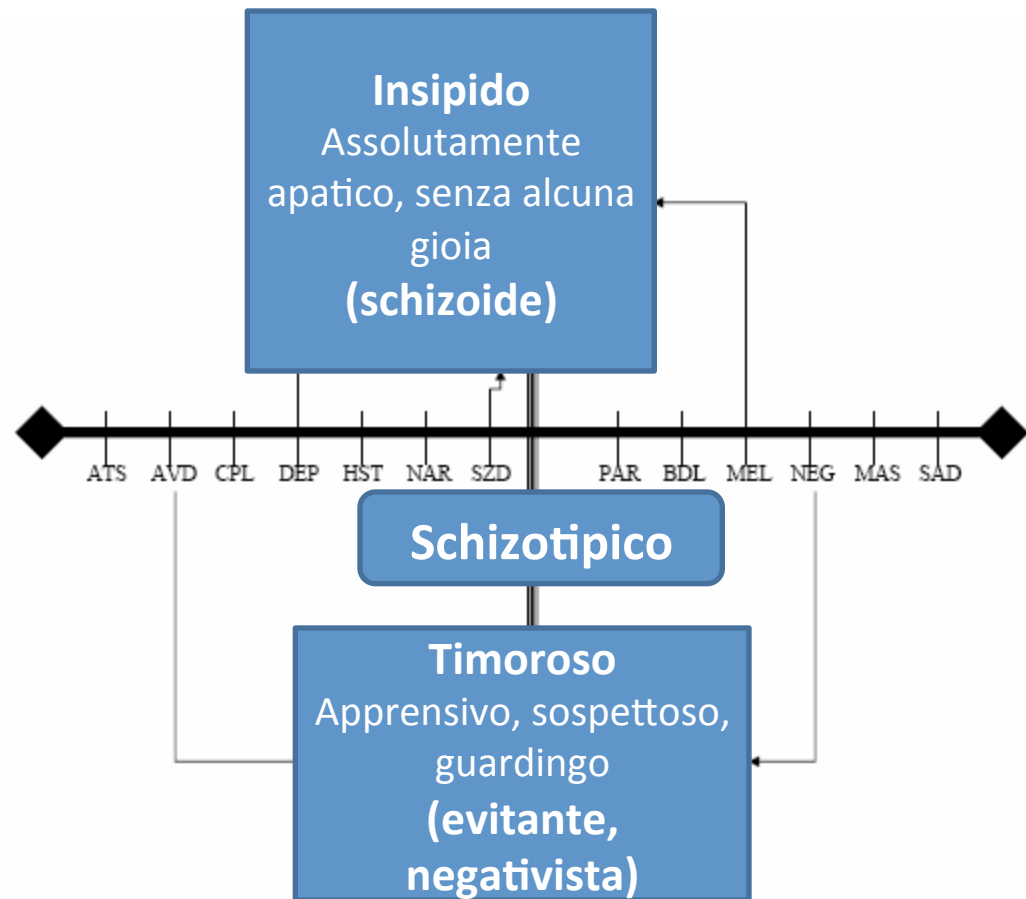 Insipido
Assolutamente
apatico, senza alcuna
gioia
(schizoide)
ATS AVD CPL DEP HST NAR SZD PAR BDL MEL NEG MAS SAD
Schizotipico
Timoroso
Apprensivo, sospettoso,
guardingo
(evitante,
negativista)